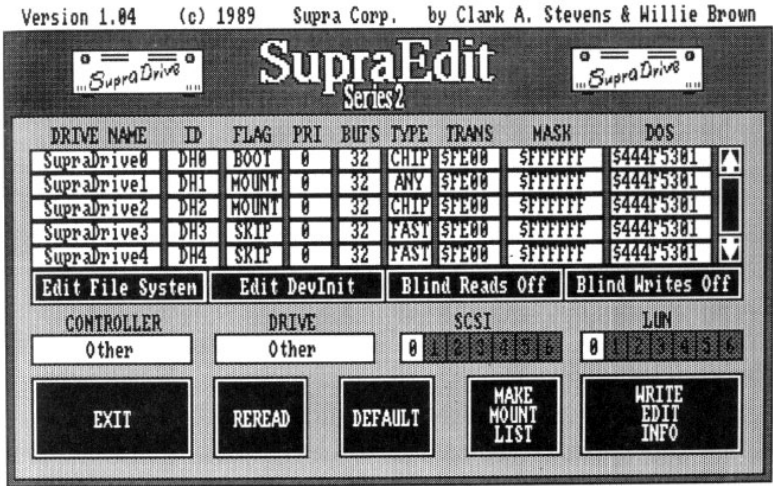 Version 1.04 (c) 1989 Supra Corp. by Clark A. Stevens & Willie Brown
SupraDrive SupraEdit SupraDrive
Series2
DRIVE NAME ID FLAG PRI BUFS TYPE TRANS MASK DOS
SupraDrive0 DH0 BOOT 0 32 CHIP $FE00 $FFFFFF $444F5301
SupraDrive1 DH1 MOUNT 0 32 ANY $FE00 $FFFFFF $444F5301
SupraDrive2 DH2 MOUNT 0 32 CHIP $FE00 $FFFFFF $444F5301
SupraDrive3 DH3 SKIP 0 32 FAST $FE00 $FFFFFF $444F5301
SupraDrive4 DH4 SKIP 0 32 FAST $FE00 $FFFFFF $444F5301
Edit File System Edit DevInit Blind Reads Off Blind Writes Off
CONTROLLER DRIVE SCSI LUN
Other Other 0 1 2 3 4 5 6 0 1 2 3 4 5 6
EXIT REREAD DEFAULT MAKE MOUNT LIST WRITE EDIT INFO